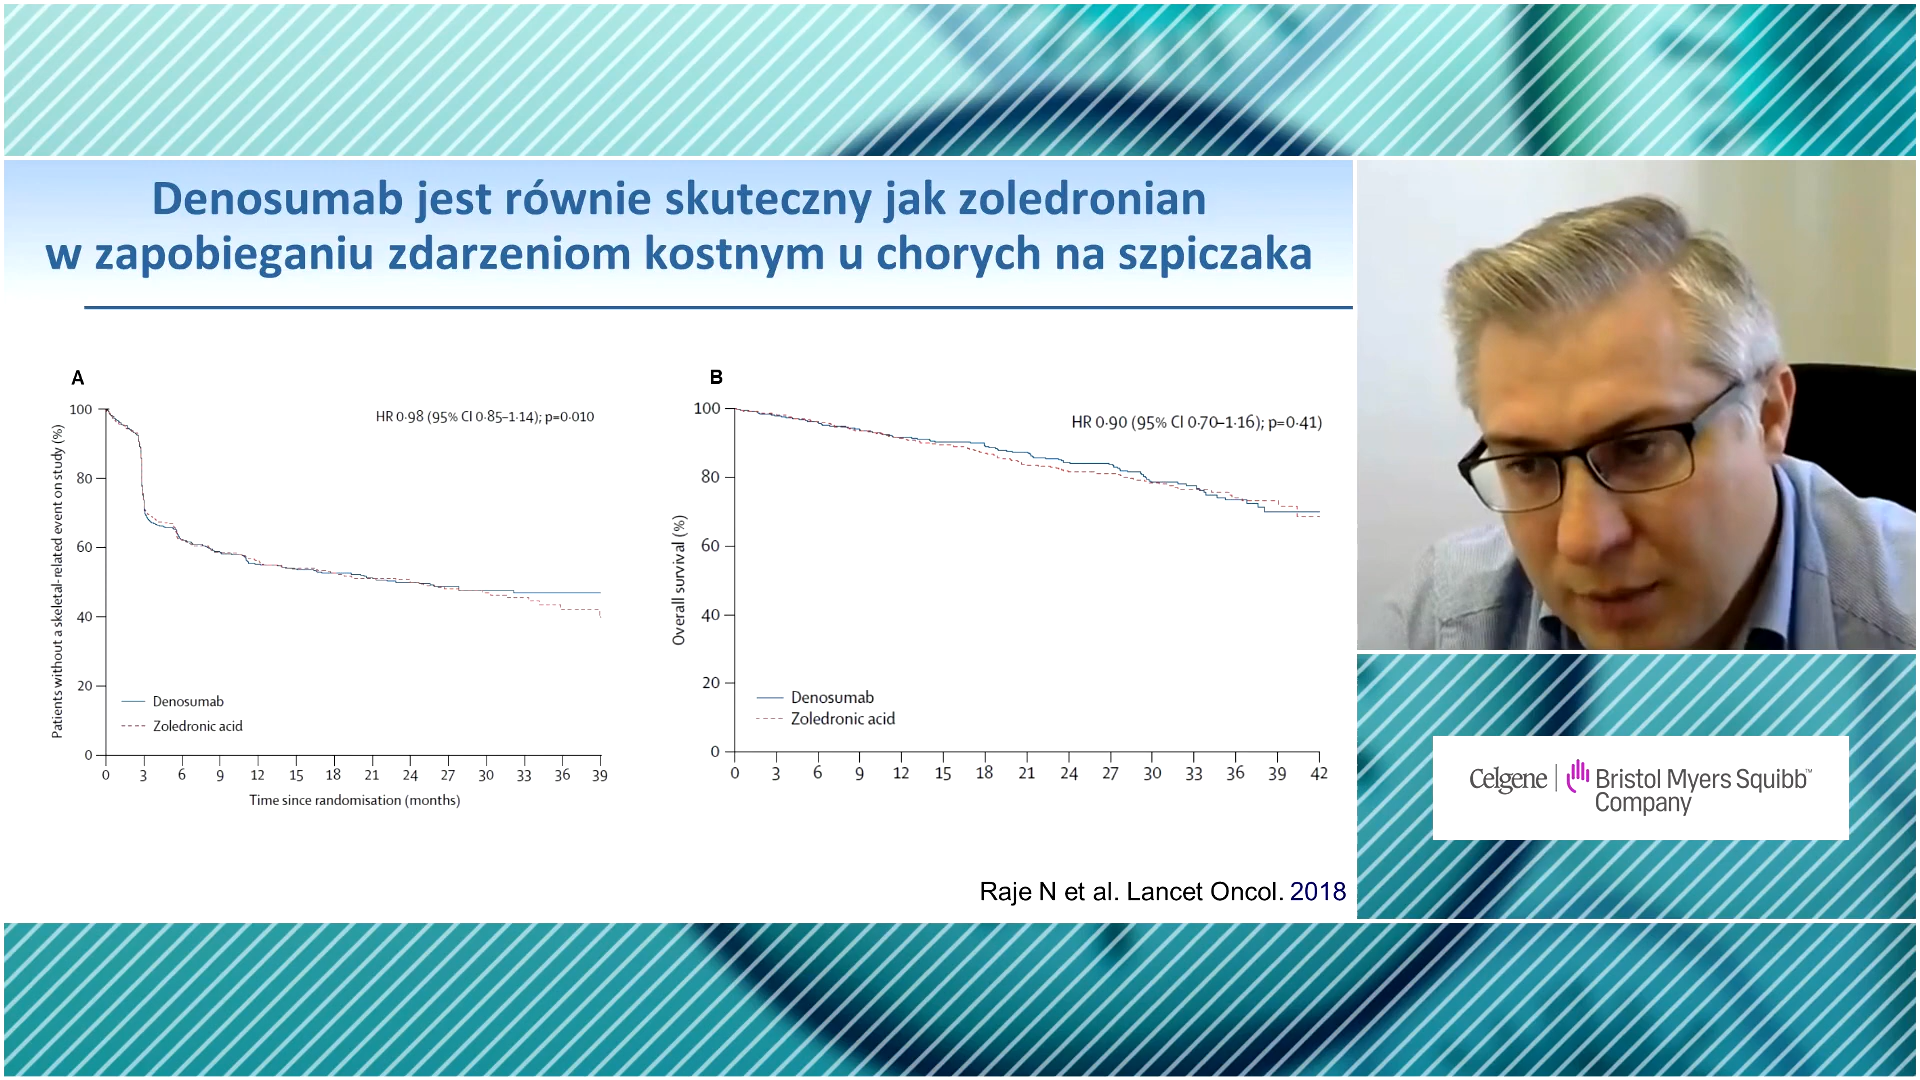 Denosumab jest równie skuteczny jak zoledronian
w zapobieganiu zdarzeniom kostnym u chorych na szpiczaka
A
HR 0·98 (95% CI 0·85–1·14); p=0·010
Patients without a skeletal-related event on study (%)
100
80
60
40
20
0
Denosumab
Zoledronic acid
0 3 6 9 12 15 18 21 24 27 30 33 36 39
Time since randomisation (months)
B
HR 0·90 (95% CI 0·70–1·16); p=0·41)
Overall survival (%)
100
80
60
40
20
0
Denosumab
Zoledronic acid
0 3 6 9 12 15 18 21 24 27 30 33 36 39 42
Raje N et al. Lancet Oncol. 2018
Celgene | Bristol Myers Squibb™
Company